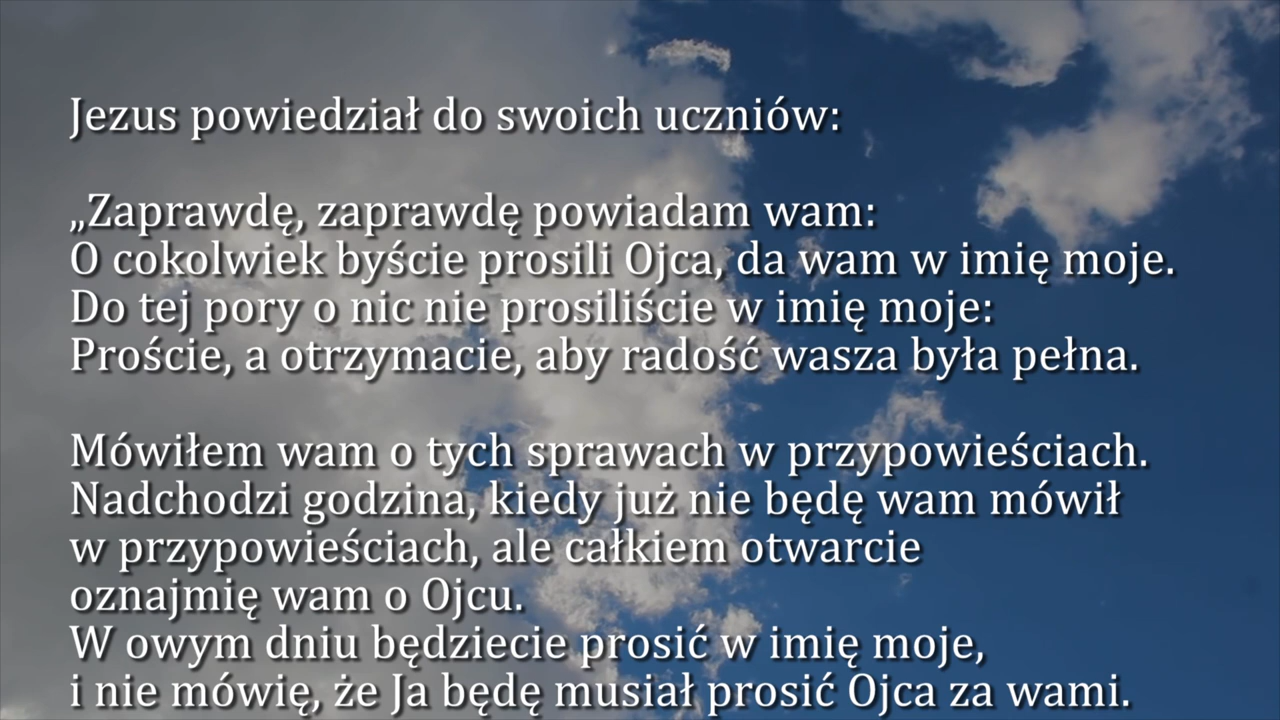 Jezus powiedział do swoich uczniów:
„Zaprawdę, zaprawdę powiadam wam:
O cokolwiek byście prosili Ojca, da wam w imię moje.
Do tej pory o nic nie prosiliście w imię moje:
Proście, a otrzymacie, aby radość wasza była pełna.
Mówiłem wam o tych sprawach w przypowieściach.
Nadchodzi godzina, kiedy już nie będę wam mówił
w przypowieściach, ale całkiem otwarcie
oznajmię wam o Ojcu.
W owym dniu będziecie prosić w imię moje,
i nie mówię, że Ja będę musiał prosić Ojca za wami.